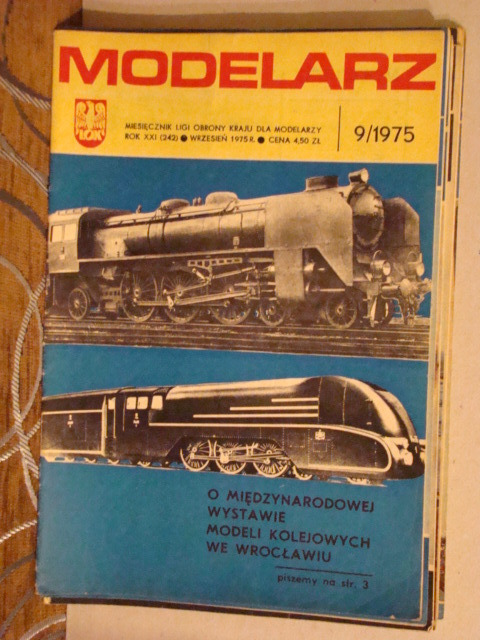 MODELARZ
LOK
MIESIĘCZNIK LIGI OBRONY KRAJU DLA MODELARZY
ROK XXI (242) ● WRZESIEŃ 1975 R. ● CENA 4,50 ZŁ
9/1975
O MIĘDZYNARODOWEJ
WYSTAWIE
MODELI KOLEJOWYCH
WE WROCŁAWIU
piszemy na str. 3